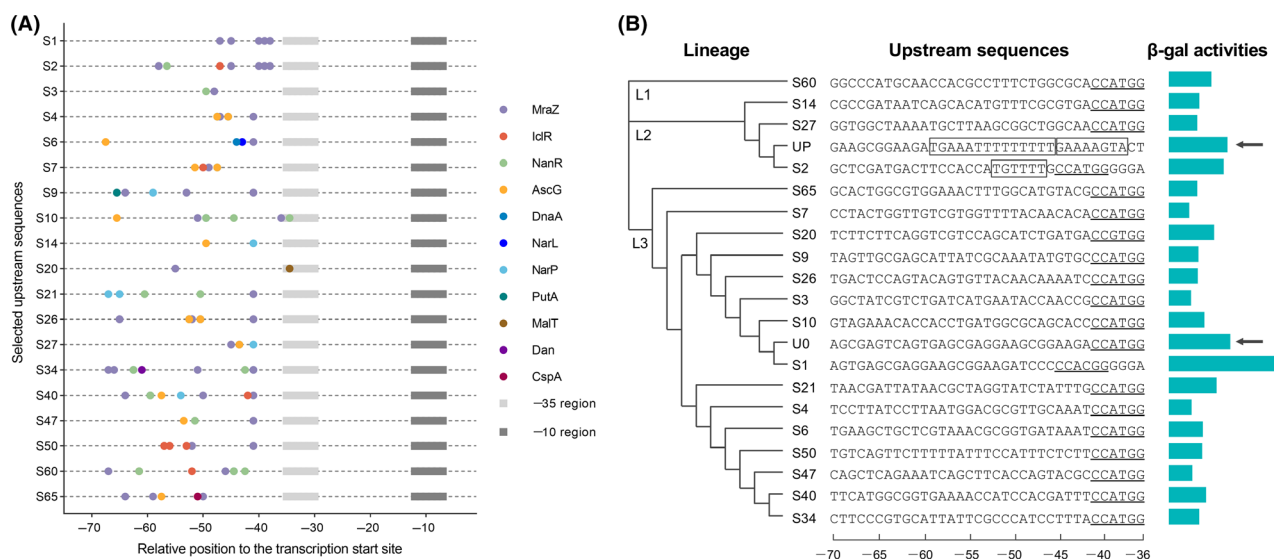 (A)
Selected upstream sequences
S1
S2
S3
S4
S6
S7
S9
S10
S14
S20
S21
S26
S27
S34
S40
S47
S50
S60
S65
−70
−60
−50
−40
−30
−20
−10
Relative position to the transcription start site
MraZ
IclR
NanR
AscG
DnaA
NarL
NarP
PutA
MalT
Dan
CspA
−35 region
−10 region
(B)
Lineage Upstream sequences β-gal activities
L1
L2
L3
S60 GGCCCATGCAACCACGCCTTTCTGGCGCACCATGG
S14 CGCCGATAATCAGCACATGTTTCGCGTGACCATGG
S27 GGTGGCTAAAATGCTTAAGCGGCTGGCAACCATGG
UP GAAGCGGAAGATGAAATTTTTTTTTGAAAAGTACT
S2 GCTCGATGACTTCCACCATGTTTTGCCATGGGGGA
S65 GCACTGGCGTGGAAACTTTGGCATGTACGCCATGG
S7 CCTACTGGTTGTCGTGGTTTTACAACACACCATGG
S20 TCTTCTTCAGGTCGTCCAGCATCTGATGACCGTGG
S9 TAGTTGCGAGCATTATCGCAAATATGTGCCCATGG
S26 TGACTCCAGTACAGTGTTACAACAAAATCCCATGG
S3 GGCTATCGTCTGATCATGAATACCAACCGCCATGG
S10 GTAGAAACACCACCTGATGGCGCAGCACCCCATGG
U0 AGCGAGTCAGTGAGCGAGGAAGCGGAAGACCATGG
S1 AGTGAGCGAGGAAGCGGAAGATCCCCCACGGGGGA
S21 TAACGATTATAACGCTAGGTATCTATTTGCCATGG
S4 TCCTTATCCTTAATGGACGCGTTGCAAATCCATGG
S6 TGAAGCTGCTCGTAAACGCGGTGATAAATCCATGG
S50 TGTCAGTTCTTTTTATTTCCATTTCTCTTCCATGG
S47 CAGCTCAGAAATCAGCTTCACCAGTACGCCCATGG
S40 TTCATGGCGGTGAAAACCATCCACGATTTCCATGG
S34 CTTCCCGTGCATTATTCGCCCATCCTTTACCATGG
−70 −65 −60 −55 −50 −45 −40 −36